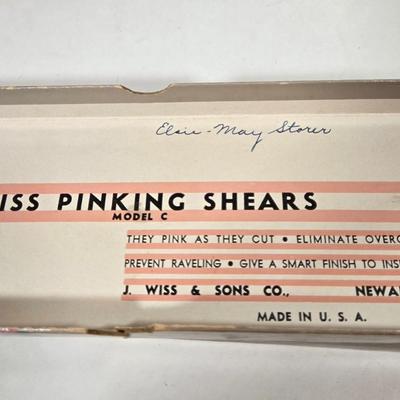 Elsie-May Storer
ISS PINKING SHEARS
MODEL C
THEY PINK AS THEY CUT • ELIMINATE OVERC
PREVENT RAVELING • GIVE A SMART FINISH TO INSI
J. WISS & SONS CO., NEWA
MADE IN U. S. A.